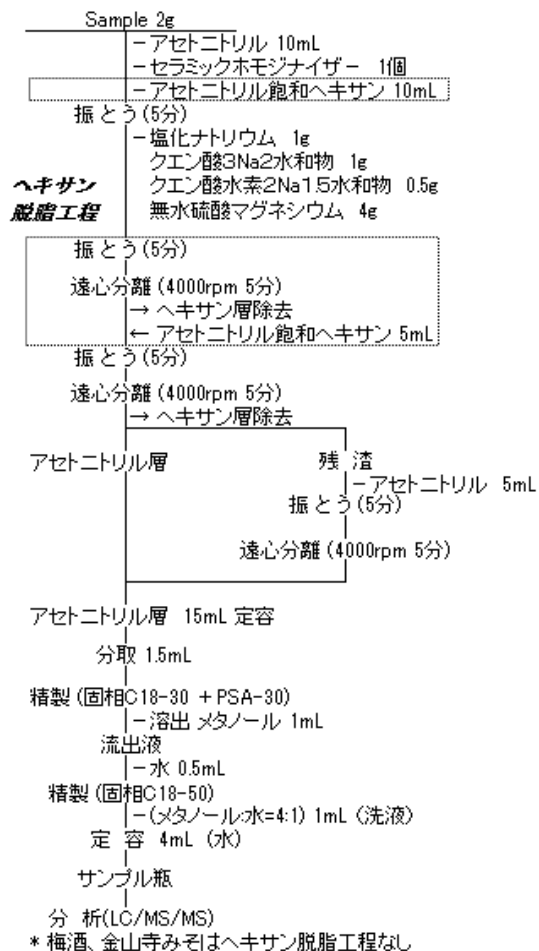 Sample 2g
－アセトニトリル 10mL
－セラミックホモジナイザー 1個
－アセトニトリル飽和ヘキサン 10mL
振とう(5分)
－塩化ナトリウム 1g
クエン酸3Na2水和物 1g
ヘキサン
クエン酸水素2Na1.5水和物 0.5g
脱脂工程
無水硫酸マグネシウム 4g
振とう(5分)
遠心分離(4000rpm 5分)
→ ヘキサン層除去
← アセトニトリル飽和ヘキサン 5mL
振とう(5分)
遠心分離(4000rpm 5分)
→ ヘキサン層除去
アセトニトリル層
残 渣
－アセトニトリル 5mL
振とう(5分)
遠心分離(4000rpm 5分)
アセトニトリル層 15mL 定容
分取 1.5mL
精製(固相C18-30 +PSA-30)
－溶出 メタノール 1mL
流出液
－水 0.5mL
精製(固相C18-50)
－(メタノール:水=4:1) 1mL (洗液)
定 容 4mL (水)
サンプル瓶
分 析(LC/MS/MS)
* 梅酒、金山寺みそはヘキサン脱脂工程なし